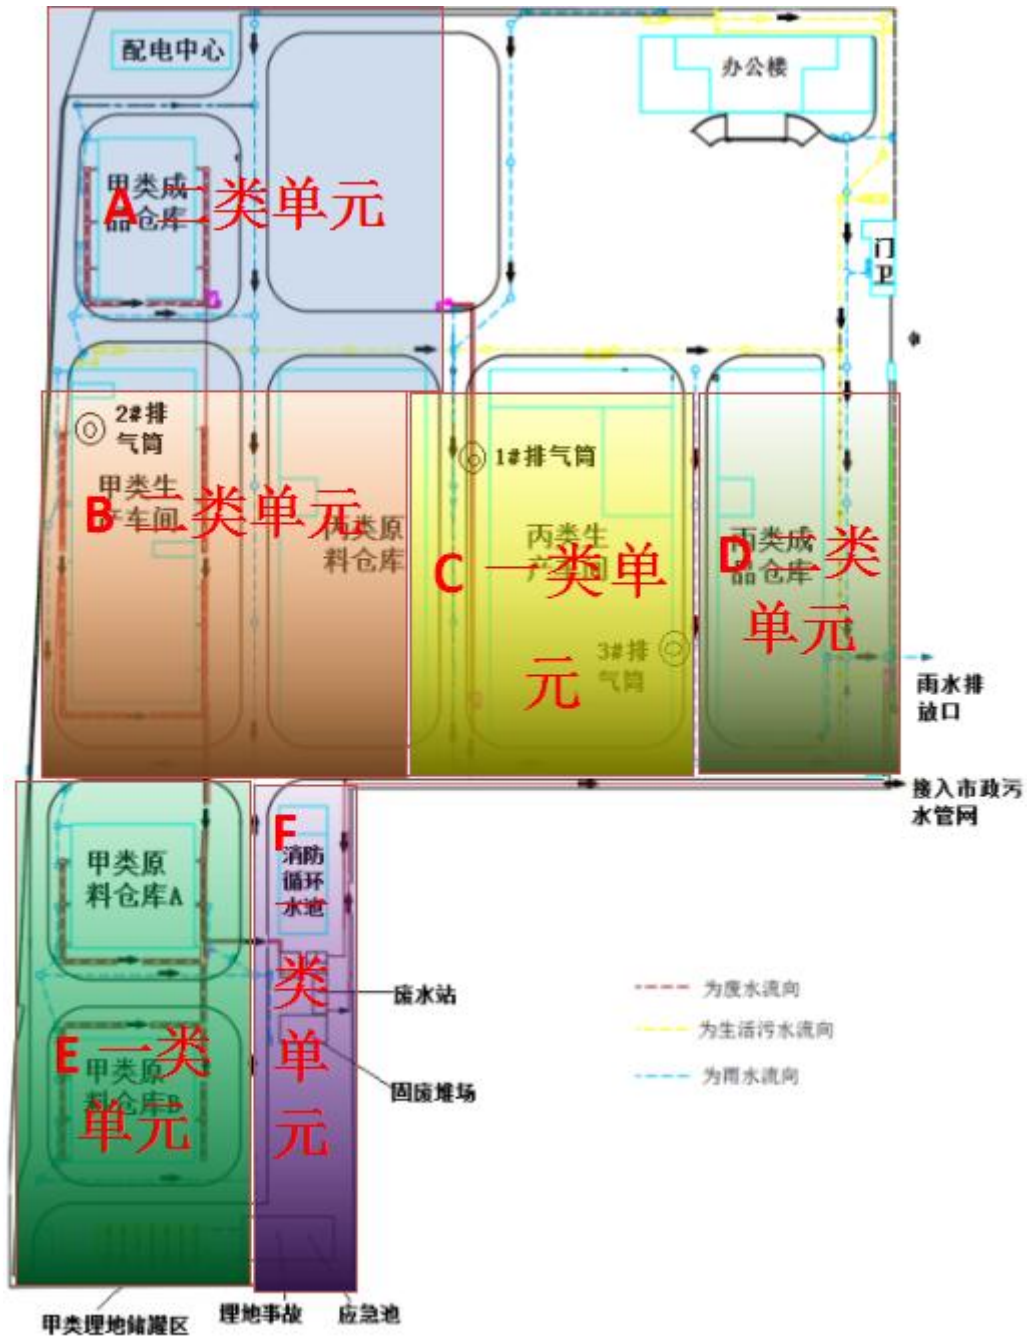 配电中心
办公楼
甲类成
品仓库
A 二类单元
门
卫
2#排
气筒
甲类生
产车间
B 二类单元
丙类原
料仓库
1#排气筒
丙类生
产车间
C 一类单
元
3#排
气筒
丙类成
品仓库
D 二类
单元
雨水排
放口
接入市政污
水管网
甲类原
料仓库A
F
消防
循环
水池
一
类
单
元
废水站
固废堆场
E 一类
单元
甲类原
料仓库B
为废水流向
为生活污水流向
为雨水流向
甲类埋地储罐区
埋地事故
应急池